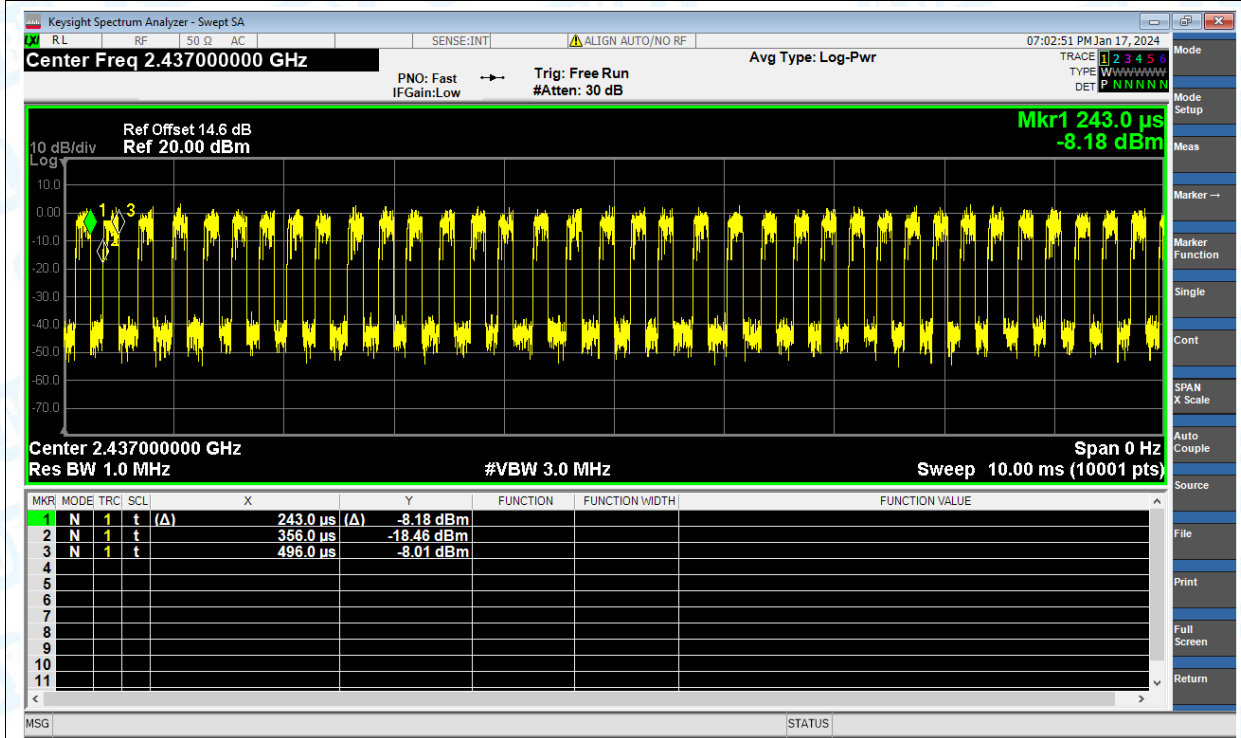 Keysight Spectrum Analyzer - Swept SA
LXI RL RF 50 Ω AC SENSE:INT ALIGN AUTO/NO RF 07:02:51 PM Jan 17, 2024
Center Freq 2.437000000 GHz
Avg Type: Log-Pwr
TRACE 1 2 3 4 5 6
PNO: Fast Trig: Free Run
TYPE WWWWWW
IFGain:Low #Atten: 30 dB
DET P N N N N N
Mode
Mode Setup
Meas
Marker →
Marker Function
Single
Cont
SPAN X Scale
Auto Couple
Source
File
Print
Full Screen
Return
Mkr1 243.0 µs
-8.18 dBm
Ref Offset 14.6 dB
10 dB/div Ref 20.00 dBm
Log
10.0
0.00
-10.0
-20.0
-30.0
-40.0
-50.0
-60.0
-70.0
1 3
2
Center 2.437000000 GHz Span 0 Hz
Res BW 1.0 MHz #VBW 3.0 MHz Sweep 10.00 ms (10001 pts)
MKR MODE TRC SCL X Y FUNCTION FUNCTION WIDTH FUNCTION VALUE
1 N 1 t (Δ) 243.0 µs (Δ) -8.18 dBm
2 N 1 t 356.0 µs -18.46 dBm
3 N 1 t 496.0 µs -8.01 dBm
4
5
6
7
8
9
10
11
MSG STATUS